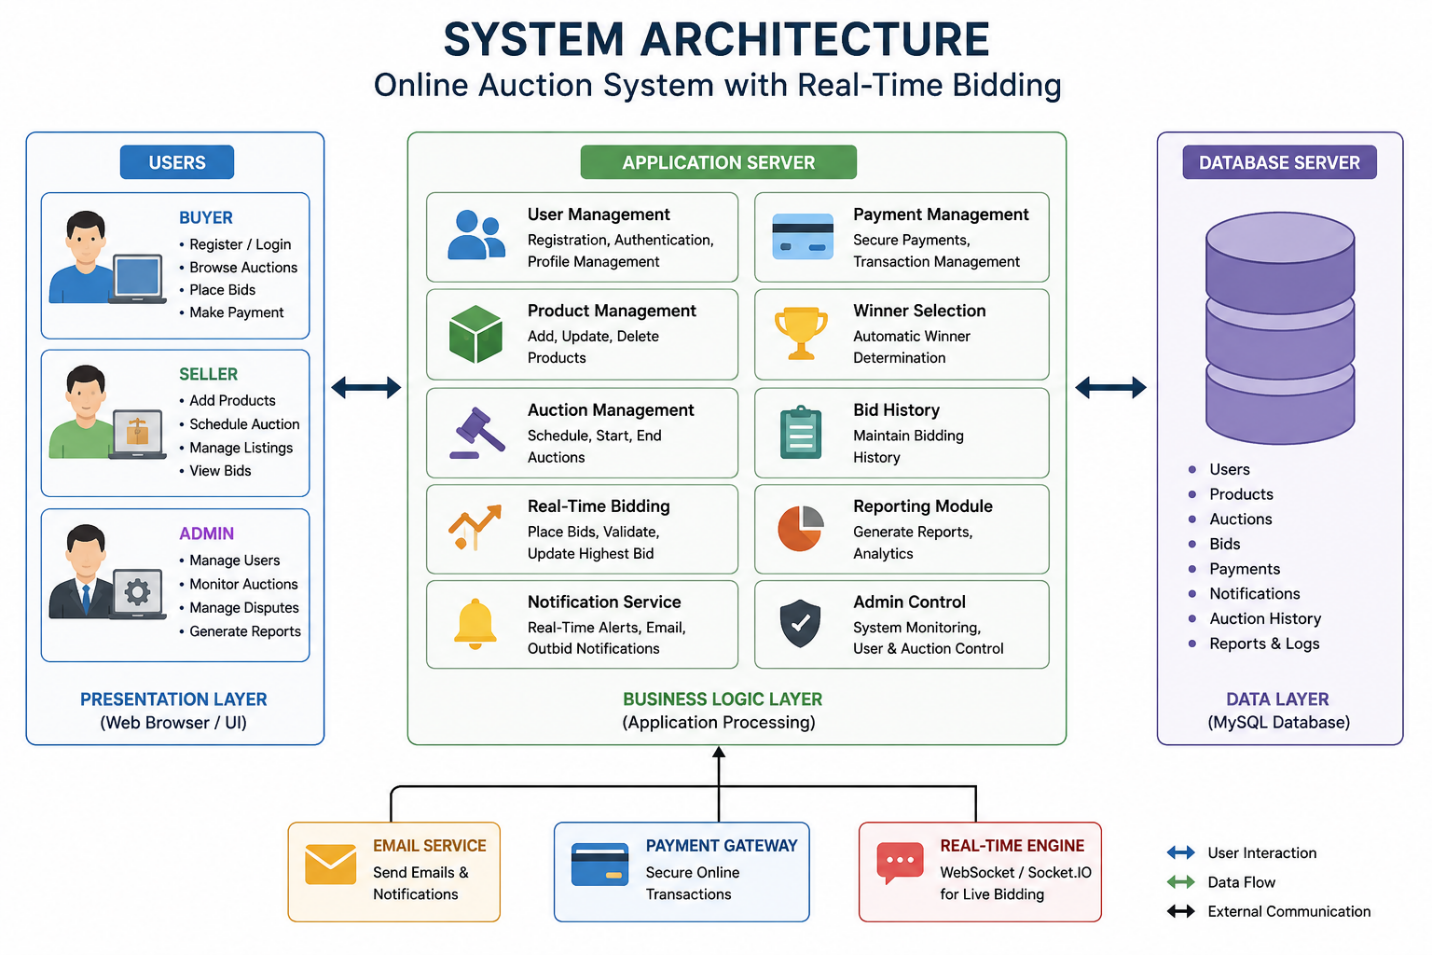 SYSTEM ARCHITECTURE
Online Auction System with Real-Time Bidding
USERS
BUYER
• Register / Login
• Browse Auctions
• Place Bids
• Make Payment
SELLER
• Add Products
• Schedule Auction
• Manage Listings
• View Bids
ADMIN
• Manage Users
• Monitor Auctions
• Manage Disputes
• Generate Reports
PRESENTATION LAYER
(Web Browser / UI)
APPLICATION SERVER
User Management
Registration, Authentication,
Profile Management
Payment Management
Secure Payments,
Transaction Management
Product Management
Add, Update, Delete
Products
Winner Selection
Automatic Winner
Determination
Auction Management
Schedule, Start, End
Auctions
Bid History
Maintain Bidding
History
Real-Time Bidding
Place Bids, Validate,
Update Highest Bid
Reporting Module
Generate Reports,
Analytics
Notification Service
Real-Time Alerts, Email,
Outbid Notifications
Admin Control
System Monitoring,
User & Auction Control
BUSINESS LOGIC LAYER
(Application Processing)
DATABASE SERVER
• Users
• Products
• Auctions
• Bids
• Payments
• Notifications
• Auction History
• Reports & Logs
DATA LAYER
(MySQL Database)
EMAIL SERVICE
Send Emails &
Notifications
PAYMENT GATEWAY
Secure Online
Transactions
REAL-TIME ENGINE
WebSocket / Socket.IO
for Live Bidding
User Interaction
Data Flow
External Communication